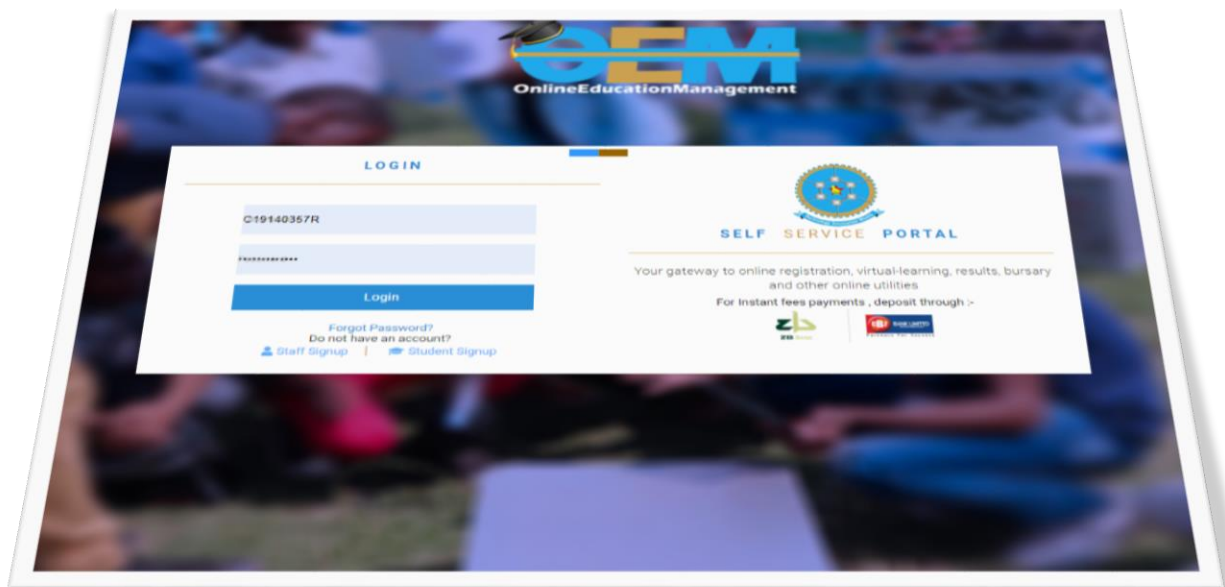 OEM
OnlineEducationManagement
LOGIN
C19140357R
Login
Forgot Password?
Do not have an account?
Staff Signup | Student Signup
SELF SERVICE PORTAL
Your gateway to online registration, virtual-learning, results, bursary
and other online utilities
For Instant fees payments , deposit through :-